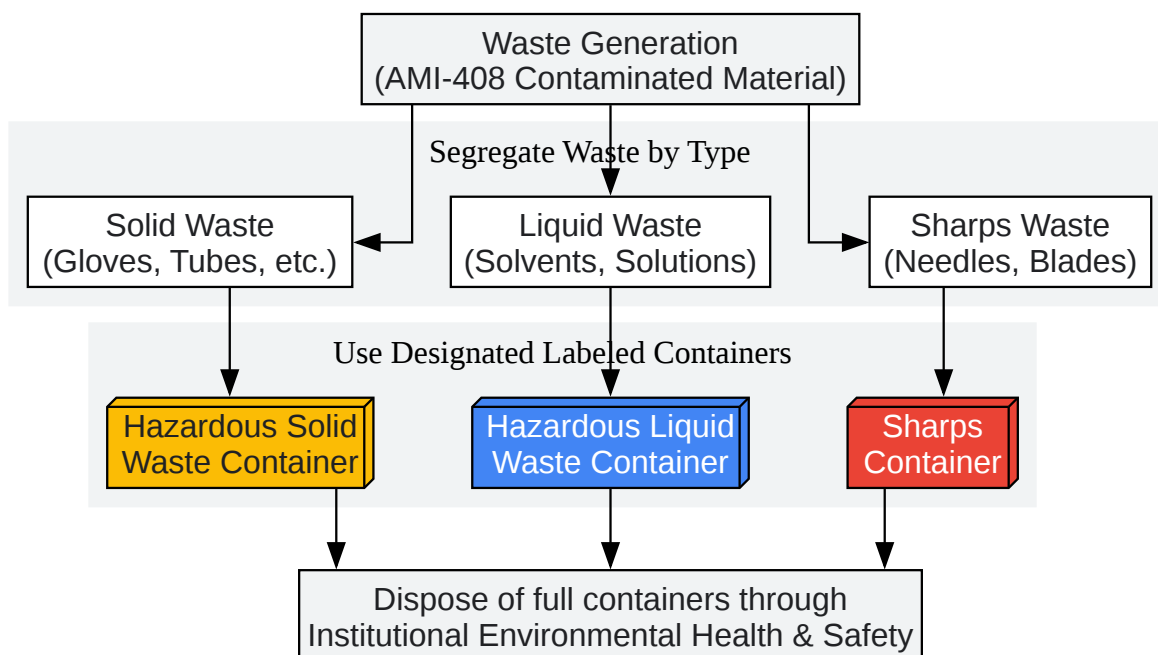 Waste Generation
(AMI-408 Contaminated Material)
Segregate Waste by Type
Solid Waste
(Gloves, Tubes, etc.)
Liquid Waste
(Solvents, Solutions)
Sharps Waste
(Needles, Blades)
Use Designated Labeled Containers
Hazardous Solid
Waste Container
Hazardous Liquid
Waste Container
Sharps
Container
Dispose of full containers through
Institutional Environmental Health & Safety